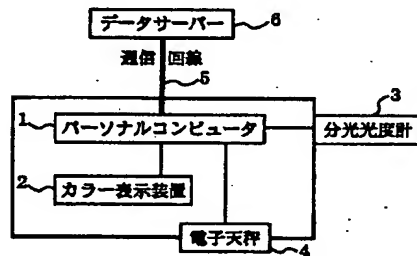 データサーバー 6
通信 回線
5
3
1 パーソナルコンピュータ
分光光度計
2 カラー表示装置
電子天秤
4